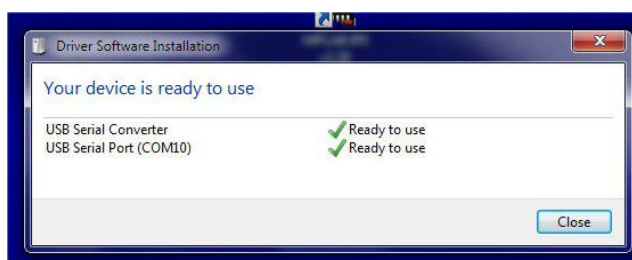 Driver Software Installation
Your device is ready to use
USB Serial Converter Ready to use
USB Serial Port (COM10) Ready to use
Close